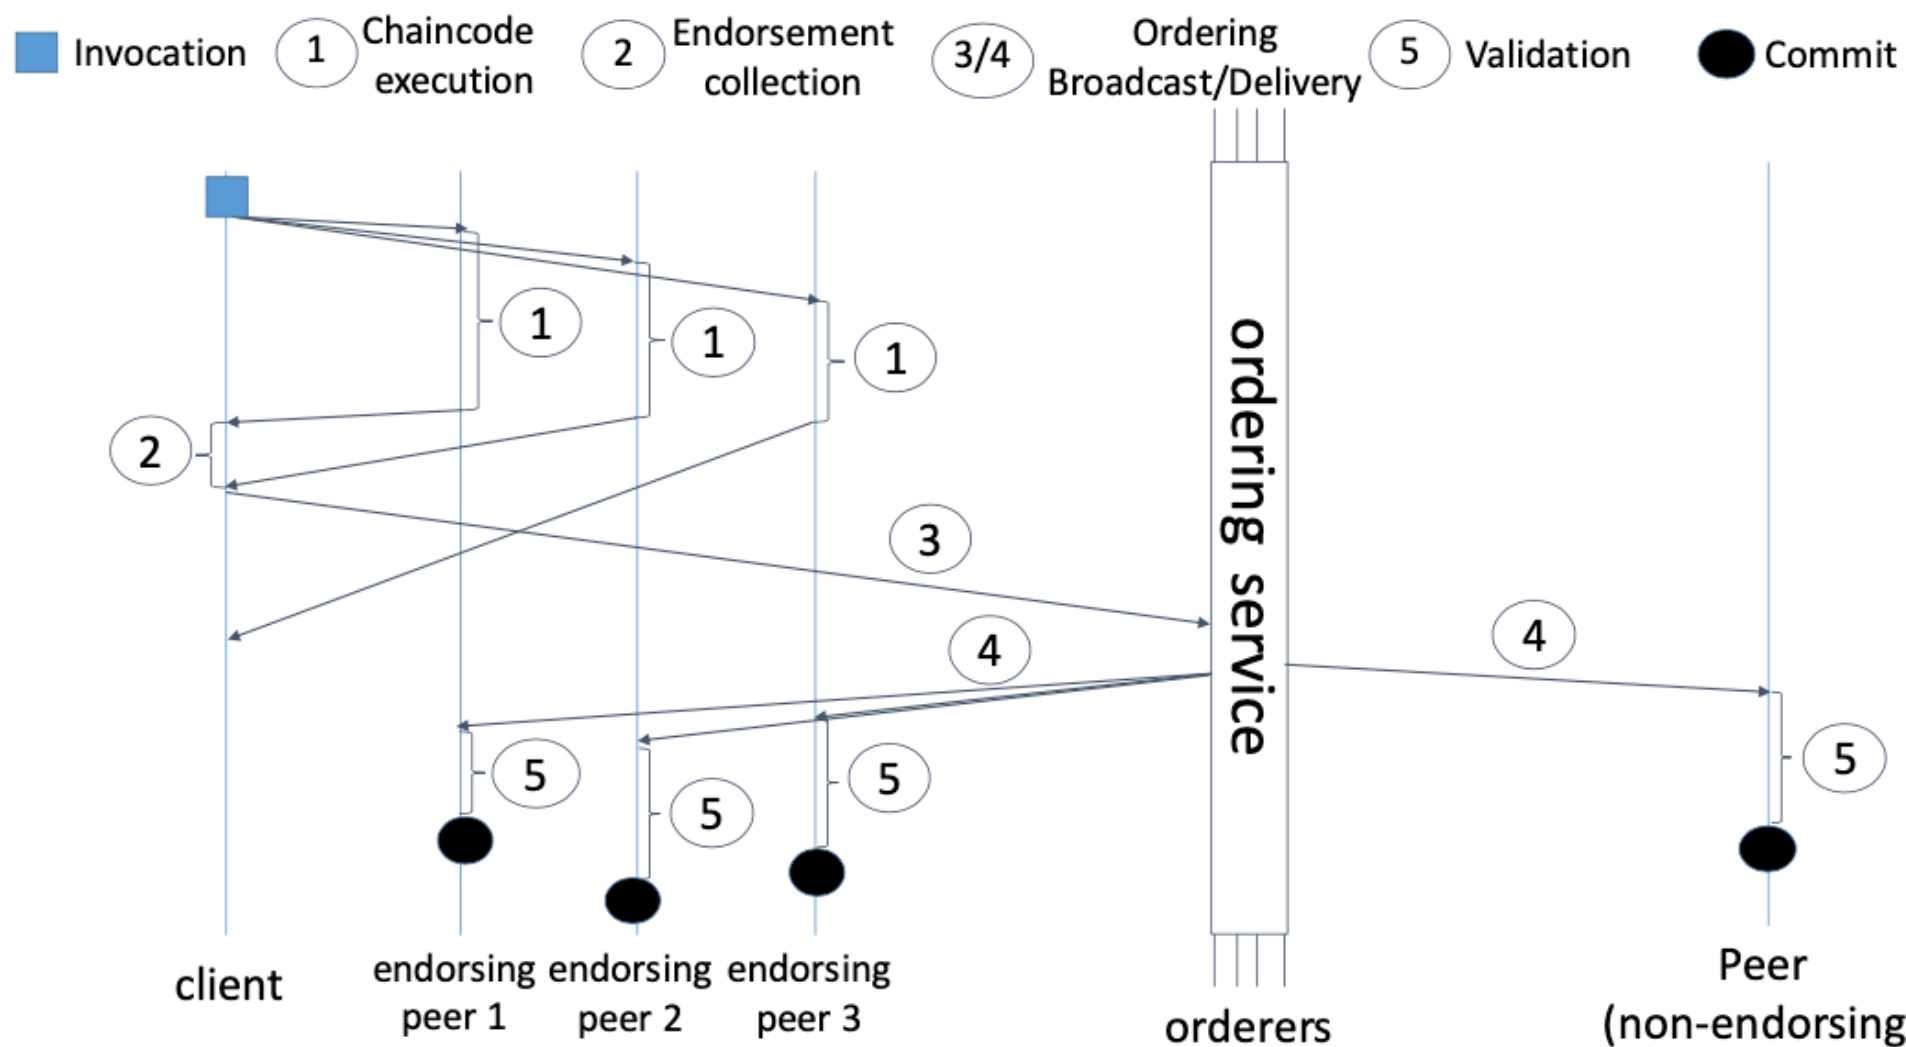 Invocation
1
Chaincode
execution
2
Endorsement
collection
3/4
Ordering
Broadcast/Delivery
5
Validation
Commit
1
1
1
2
3
4
4
5
5
5
5
ordering service
client
endorsing
peer 1
endorsing
peer 2
endorsing
peer 3
orderers
Peer
(non-endorsing